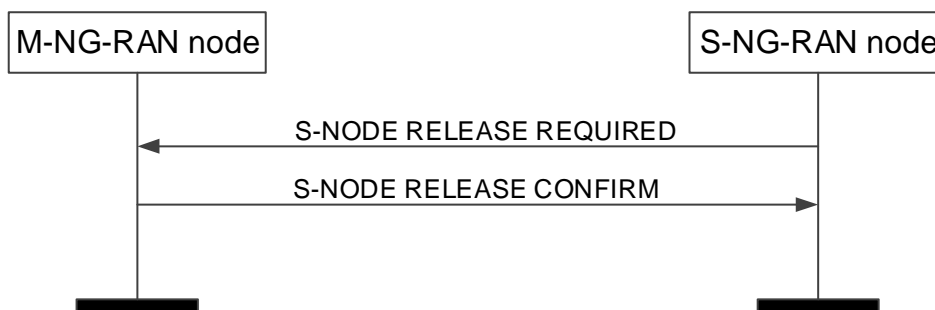 M-NG-RAN node
S-NG-RAN node
S-NODE RELEASE REQUIRED
S-NODE RELEASE CONFIRM